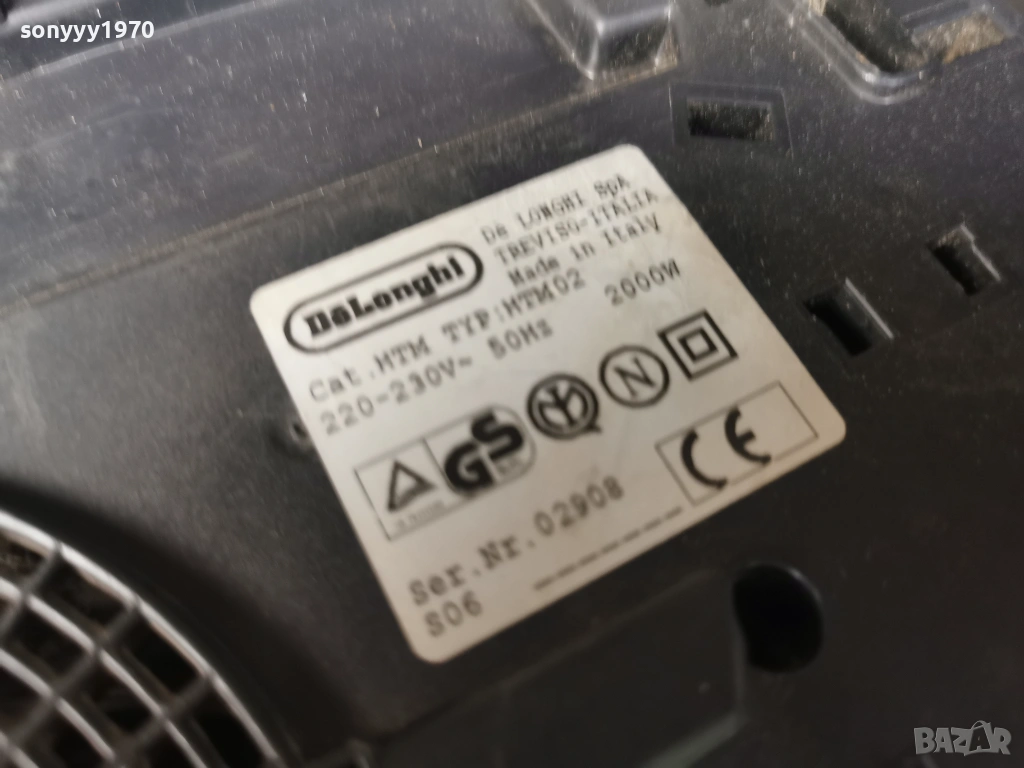 sonyyy1970
DeLonghi
De LONGHI SpA
TREVISO-ITALIA
Made in Italy
Cat.HTM TYP:HTM02
220-230V~ 50Hz 2000W
GS
N
CE
Ser.Nr.02908
S06
BAZAR